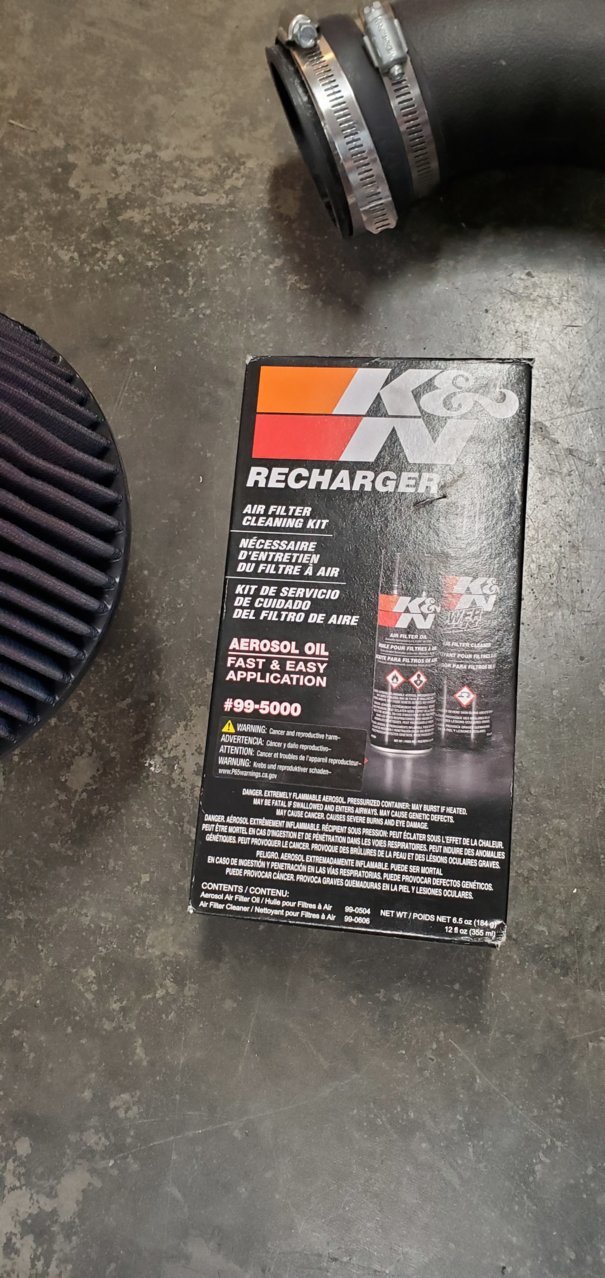 K&N
RECHARGER
AIR FILTER
CLEANING KIT
NÉCESSAIRE
D'ENTRETIEN
DU FILTRE À AIR
KIT DE SERVICIO
DE CUIDADO
DEL FILTRO DE AIRE
AEROSOL OIL
FAST & EASY
APPLICATION
#99-5000
K&N
AIR FILTER OIL
K&N
WARNING: Cancer and reproductive harm-
ADVERTENCIA: Cáncer y daño reproductivo-
ATTENTION: Cancer et troubles de l'appareil reproducteur-
WARNUNG: Krebs und reproduktiver schaden-
www.P65warnings.ca.gov
DANGER. EXTREMELY FLAMMABLE AEROSOL. PRESSURIZED CONTAINER: MAY BURST IF HEATED.
MAY BE FATAL IF SWALLOWED AND ENTERS AIRWAYS. MAY CAUSE GENETIC DEFECTS.
MAY CAUSE CANCER. CAUSES SEVERE BURNS AND EYE DAMAGE.
DANGER. AÉROSOL EXTRÊMEMENT INFLAMMABLE. RÉCIPIENT SOUS PRESSION: PEUT ÉCLATER SOUS L'EFFET DE LA CHALEUR.
PEUT ÊTRE MORTEL EN CAS D'INGESTION ET DE PÉNÉTRATION DANS LES VOIES RESPIRATOIRES. PEUT INDUIRE DES ANOMALIES
GÉNÉTIQUES. PEUT PROVOQUER LE CANCER. PROVOQUE DES BRÛLURES DE LA PEAU ET DES LÉSIONS OCULAIRES GRAVES.
PELIGRO. AEROSOL EXTREMADAMENTE INFLAMABLE. PUEDE SER MORTAL
EN CASO DE INGESTIÓN Y PENETRACIÓN EN LAS VÍAS RESPIRATORIAS. PUEDE PROVOCAR DEFECTOS GENÉTICOS.
PUEDE PROVOCAR CÁNCER. PROVOCA GRAVES QUEMADURAS EN LA PIEL Y LESIONES OCULARES.
CONTENTS / CONTENU:
Aerosol Air Filter Oil / Huile pour Filtres à Air 99-0504 NET WT / POIDS NET 6.5 oz (184 g)
Air Filter Cleaner / Nettoyant pour Filtres à Air 99-0606 12 fl oz (355 ml)